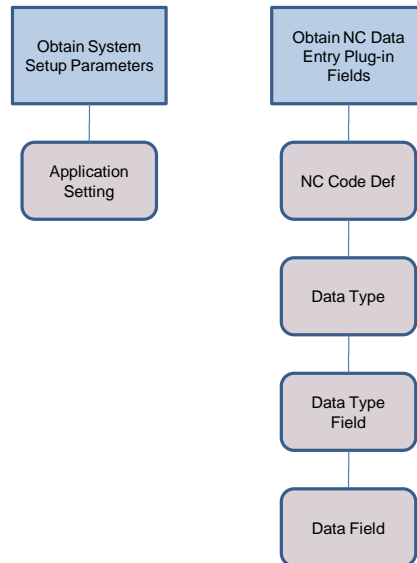 Obtain System
Setup Parameters
Application
Setting
Obtain NC Data
Entry Plug-in
Fields
NC Code Def
Data Type
Data Type
Field
Data Field